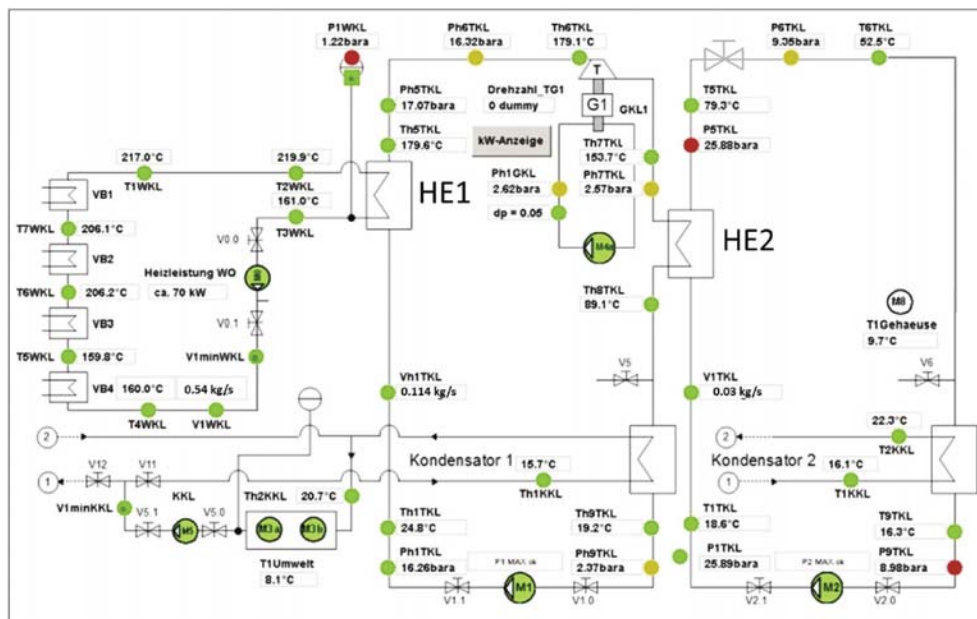 P1WKL
1.22bara
Ph6TKL
16.32bara
Th6TKL
179.1°C
P6TKL
9.35bara
T6TKL
52.5°C
Ph5TKL
17.07bara
Th5TKL
179.6°C
Drehzahl_TG1
0 dummy
kW-Anzeige
T
G1
GKL1
Th7TKL
153.7°C
Ph7TKL
2.57bara
Ph1GKL
2.62bara
dp = 0.05
M4a
T5TKL
79.3°C
P5TKL
25.88bara
217.0°C
T1WKL
219.9°C
T2WKL
161.0°C
T3WKL
HE1
HE2
VB1
T7WKL
206.1°C
VB2
T6WKL
206.2°C
VB3
T5WKL
159.8°C
VB4
160.0°C
T4WKL
0.54 kg/s
V1WKL
V0.0
Heizleistung WO
ca. 70 kW
V0.1
V1minWKL
Th8TKL
89.1°C
M8
T1Gehaeuse
9.7°C
V5
V6
Vh1TKL
0.114 kg/s
V1TKL
0.03 kg/s
2
1
V12
V11
V1minKKL
KKL
V5.1
M5
V5.0
Th2KKL
20.7°C
M3a
M3b
T1Umwelt
8.1°C
Kondensator 1
15.7°C
Th1KKL
Kondensator 2
2
1
22.3°C
T2KKL
16.1°C
T1KKL
Th1TKL
24.8°C
Ph1TKL
16.26bara
P1 MAX ok
V1.1
M1
V1.0
Th9TKL
19.2°C
Ph9TKL
2.37bara
T1TKL
18.6°C
P1TKL
25.89bara
P2 MAX ok
V2.1
M2
V2.0
T9TKL
16.3°C
P9TKL
8.98bara